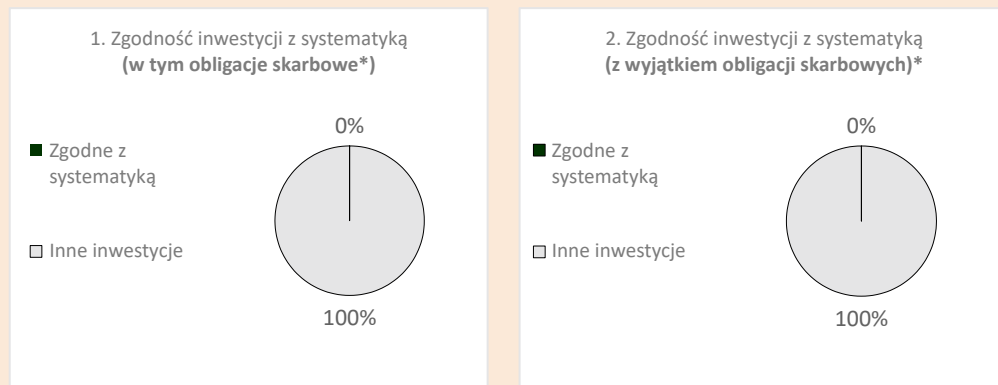 1. Zgodność inwestycji z systematyką
(w tym obligacje skarbowe*)
0%
Zgodne z
systematyką
Inne inwestycje
100%
2. Zgodność inwestycji z systematyką
(z wyjątkiem obligacji skarbowych)*
0%
Zgodne z
systematyką
Inne inwestycje
100%